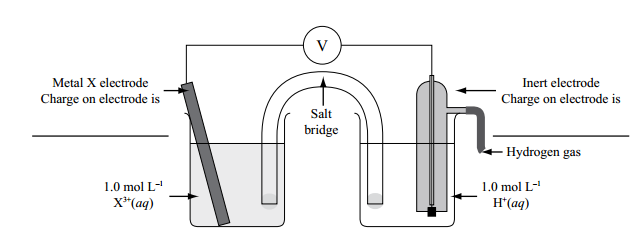 V
Metal X electrode
Charge on electrode is
Inert electrode
Charge on electrode is
Salt
bridge
Hydrogen gas
1.0 mol L⁻¹
X³⁺(aq)
1.0 mol L⁻¹
H⁺(aq)